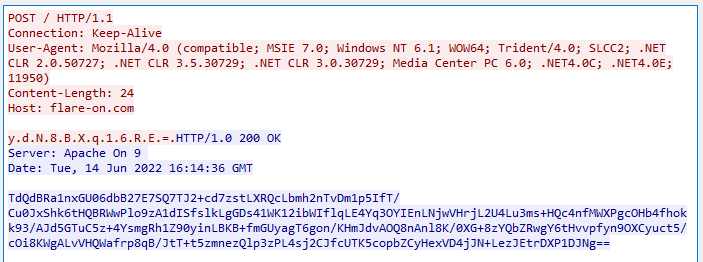 POST / HTTP/1.1
Connection: Keep-Alive
User-Agent: Mozilla/4.0 (compatible; MSIE 7.0; Windows NT 6.1; WOW64; Trident/4.0; SLCC2; .NET
CLR 2.0.50727; .NET CLR 3.5.30729; .NET CLR 3.0.30729; Media Center PC 6.0; .NET4.0C; .NET4.0E;
11950)
Content-Length: 24
Host: flare-on.com

y.d.N.8.B.X.q.1.6.R.E.=.HTTP/1.0 200 OK
Server: Apache On 9
Date: Tue, 14 Jun 2022 16:14:36 GMT

TdQdBRa1nxGU06dbB27E7SQ7TJ2+cd7zstLXRQcLbmh2nTvDm1p5IfT/
Cu0JxShk6tHQBRWwPlo9zA1dISfslkLgGDs41WK12ibWIflqLE4Yq3OYIEnLNjwVHrjL2U4Lu3ms+HQc4nfMWXPgcOHb4fhok
k93/AJd5GTuC5z+4YsmgRh1Z90yinLBKB+fmGUyagT6gon/KHmJdvAOQ8nAnl8K/0XG+8zYQbZRwgY6tHvvpfyn9OXCyuct5/
cOi8KWgALvVHQWafrp8qB/JtT+t5zmnezQlp3zPL4sj2CJfcUTK5copbZCyHexVD4jJN+LezJEtrDXP1DJNg==